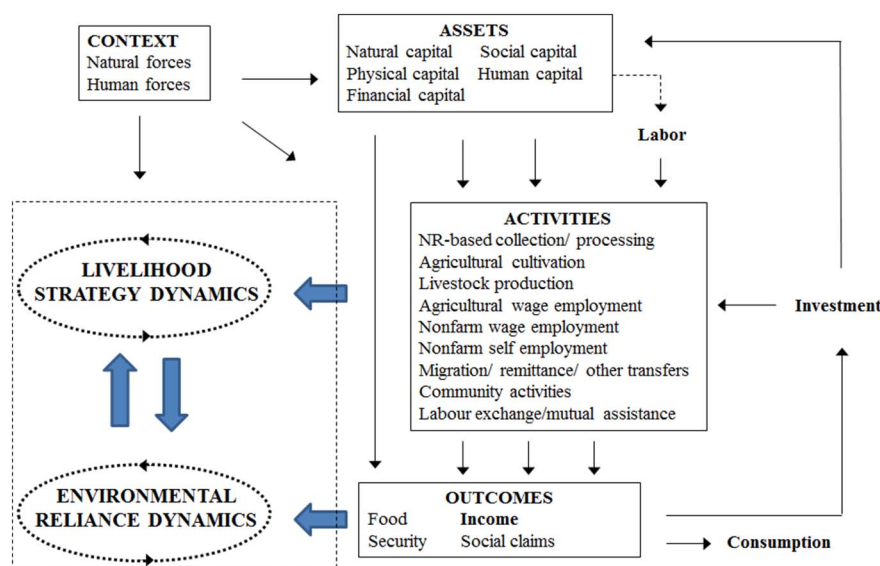 CONTEXT
Natural forces
Human forces
ASSETS
Natural capital Social capital
Physical capital Human capital
Financial capital
Labor
ACTIVITIES
NR-based collection/ processing
Agricultural cultivation
Livestock production
Agricultural wage employment
Nonfarm wage employment
Nonfarm self employment
Migration/ remittance/ other transfers
Community activities
Labour exchange/mutual assistance
LIVELIHOOD
STRATEGY DYNAMICS
Investment
ENVIRONMENTAL
RELIANCE DYNAMICS
OUTCOMES
Food Income
Security Social claims
Consumption